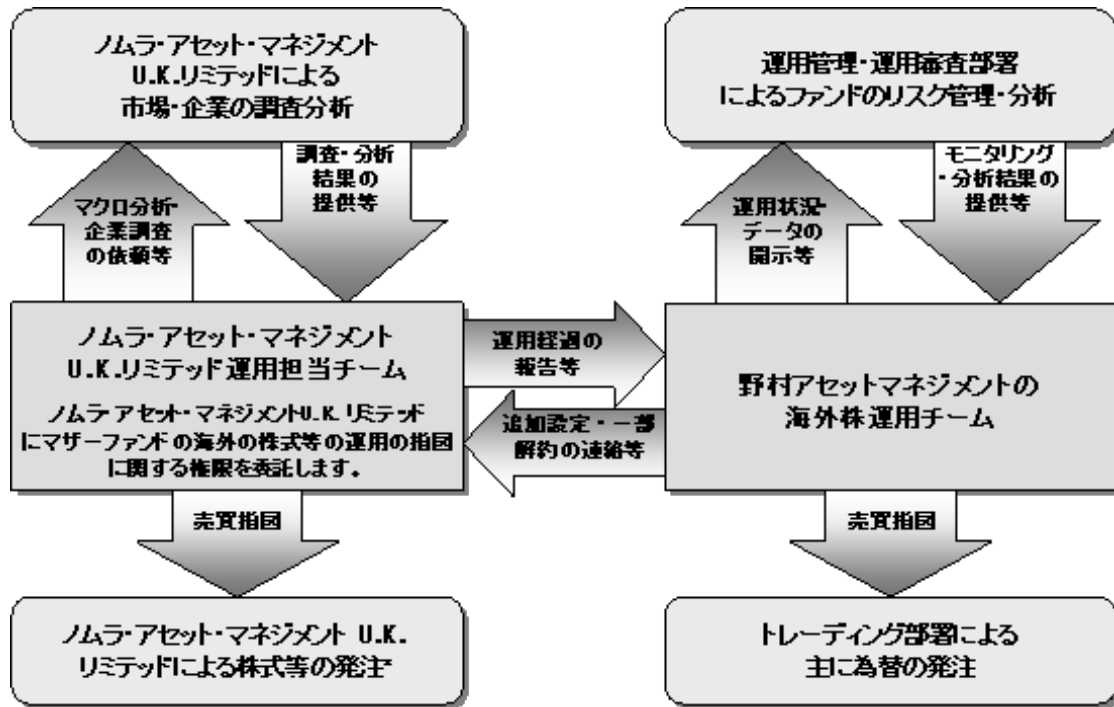 ノムラ・アセット・マネジメント
U.K.リミテッドによる
市場・企業の調査分析
運用管理・運用審査部署
によるファンドのリスク管理・分析
マクロ分析・
企業調査
の依頼等
調査・分析
結果の
提供等
運用状況・
データの
開示等
モニタリング
・分析結果の
提供等
ノムラ・アセット・マネジメント
U.K.リミテッド運用担当チーム
ノムラ・アセット・マネジメントU.K.リミテッド
にマザーファンドの海外の株式等の運用の指図
に関する権限を委託します。
運用経過の
報告等
追加設定・一部
解約の連絡等
野村アセットマネジメントの
海外株運用チーム
売買指図
売買指図
ノムラ・アセット・マネジメント U.K.
リミテッドによる株式等の発注*
トレーディング部署による
主に為替の発注